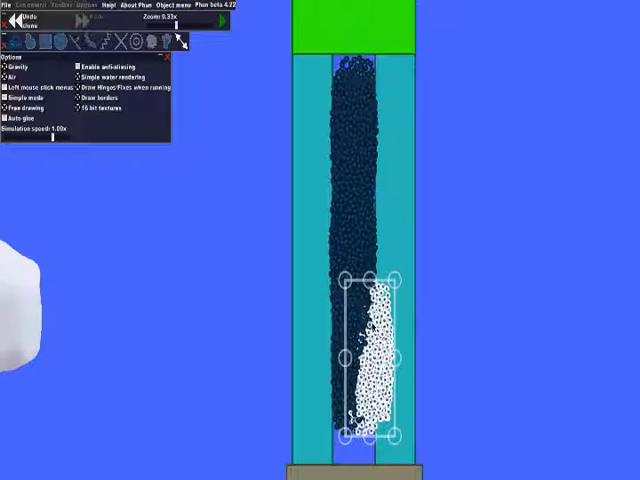 File Help! About Phun Object menu Phun beta 4.22
Undo Zoom: 0.33x
clone
Options
Gravity Enable anti-aliasing
Air Simple water rendering
Left mouse click menus Draw Hinges/Fixes when running
Simple mode Draw borders
Free drawing 16 bit textures
Auto glue
Simulation speed: 1.00x